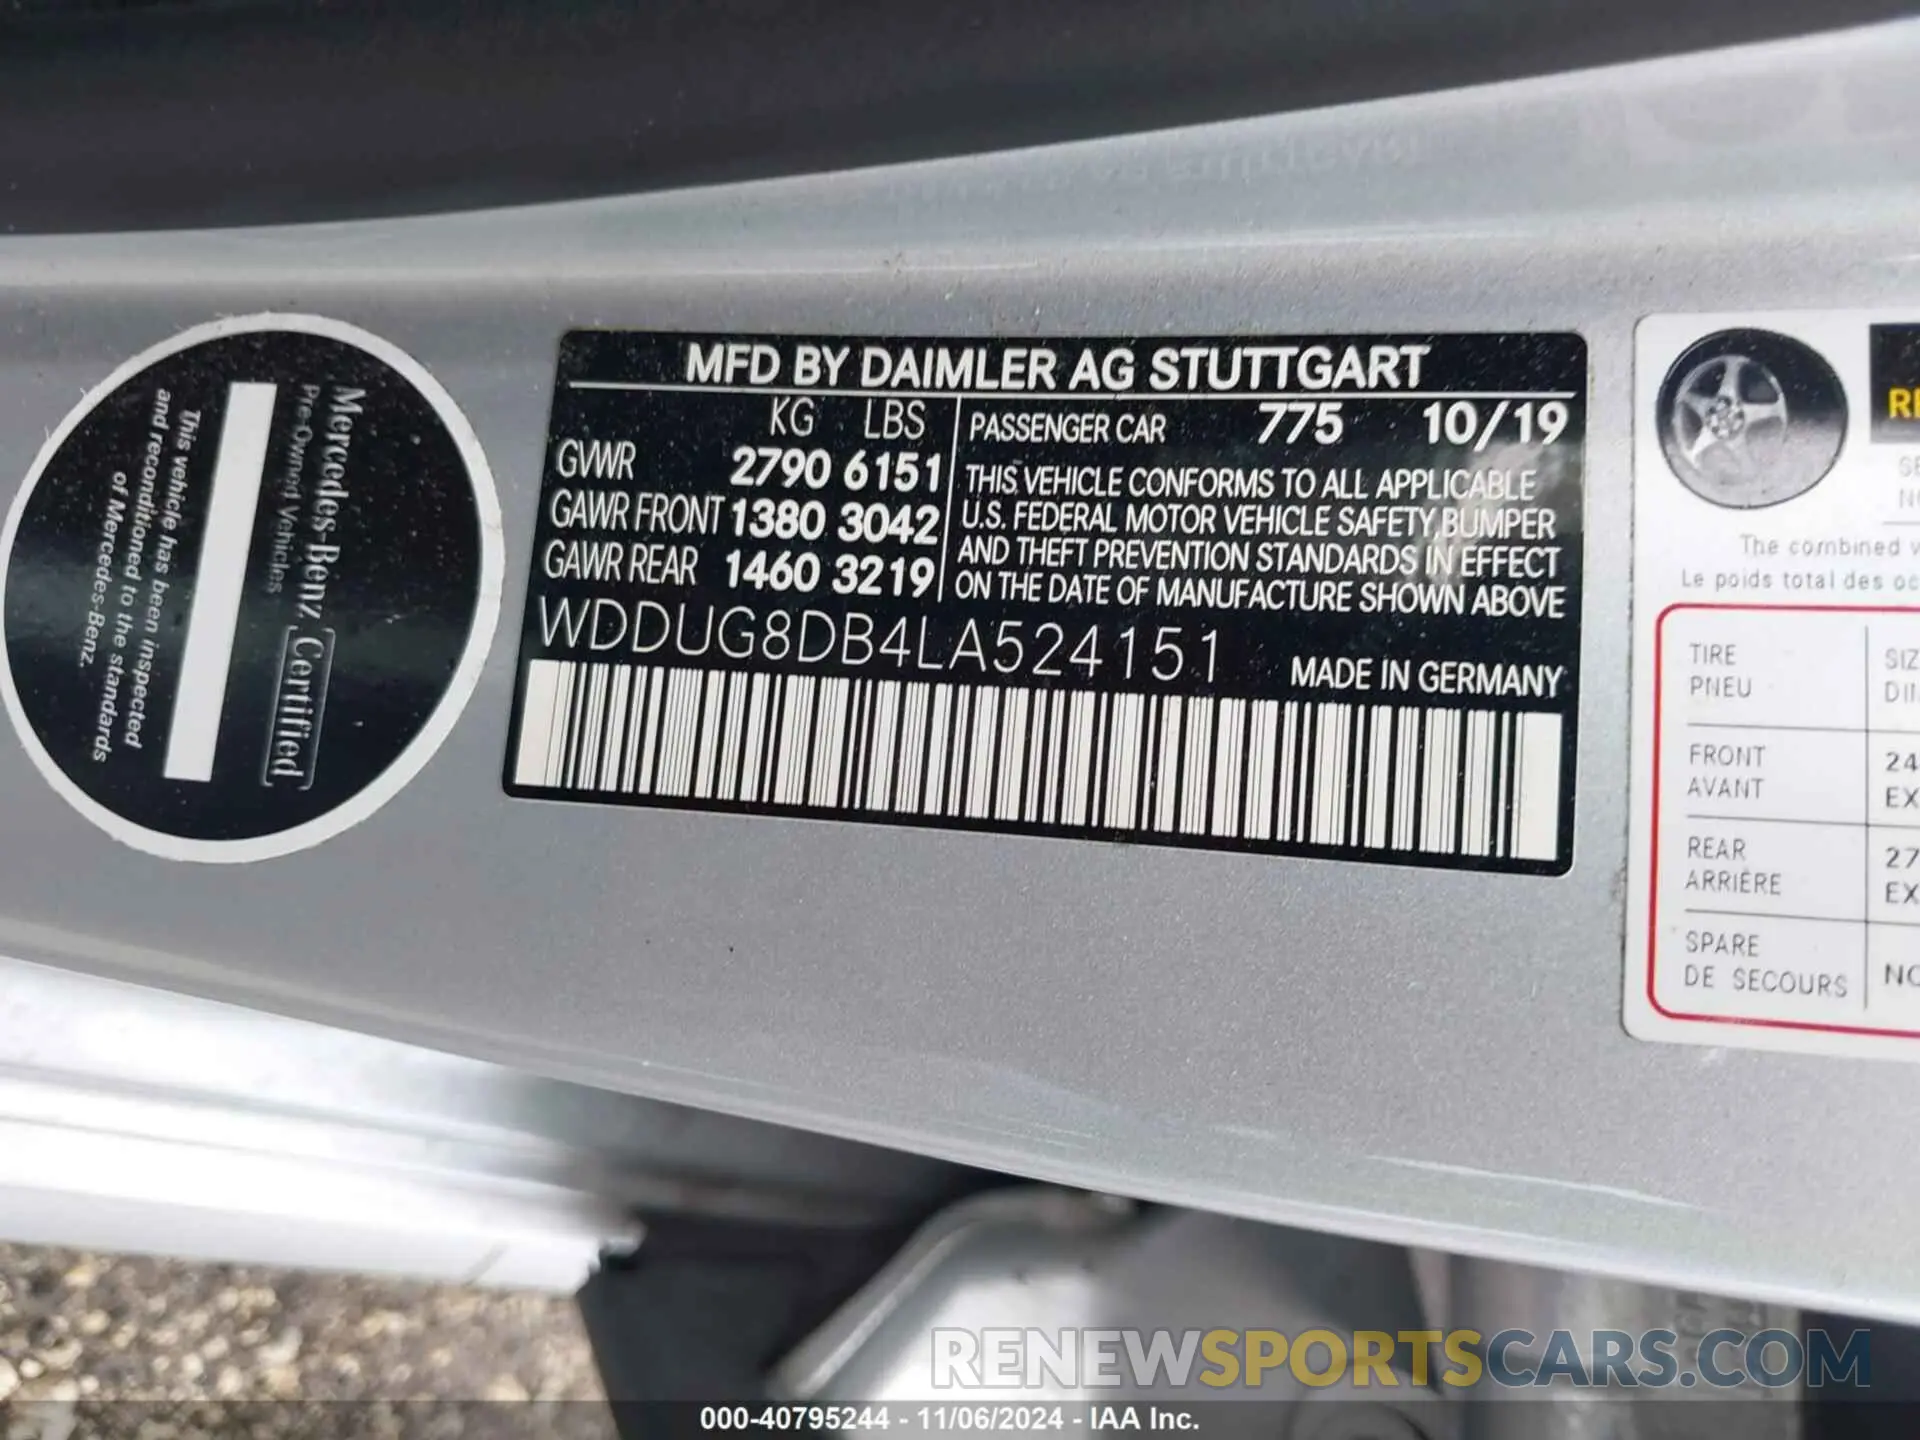 Mercedes-Benz
Pre-Owned Vehicles
Certified
This vehicle has been inspected
and reconditioned to the standards
of Mercedes-Benz.
MFD BY DAIMLER AG STUTTGART
KG LBS
GVWR 2790 6151
GAWR FRONT 1380 3042
GAWR REAR 1460 3219
PASSENGER CAR 775 10/19
THIS VEHICLE CONFORMS TO ALL APPLICABLE
U.S. FEDERAL MOTOR VEHICLE SAFETY, BUMPER
AND THEFT PREVENTION STANDARDS IN EFFECT
ON THE DATE OF MANUFACTURE SHOWN ABOVE
WDDUG8DB4LA524151
MADE IN GERMANY
The combined
Le poids total des
TIRE
PNEU
FRONT
AVANT
24
EX
REAR
ARRIÈRE
27
EX
SPARE
DE SECOURS
RENEWSPORTSCARS.COM
000-40795244 - 11/06/2024 - IAA Inc.